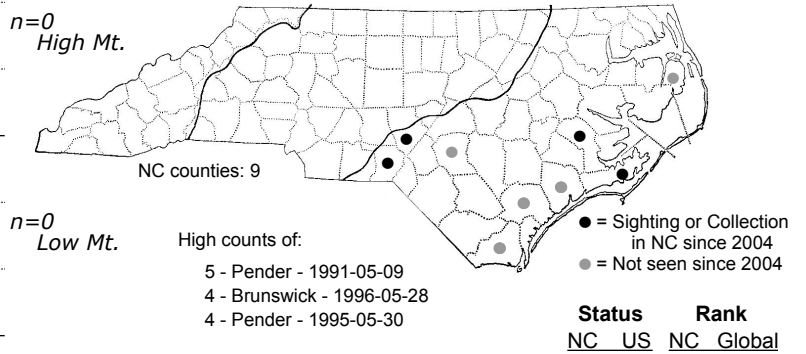 n=0
High Mt.
NC counties: 9
n=0
Low Mt.
High counts of:
5 - Pender - 1991-05-09
4 - Brunswick - 1996-05-28
4 - Pender - 1995-05-30
= Sighting or Collection
in NC since 2004
= Not seen since 2004
Status Rank
NC US NC Global